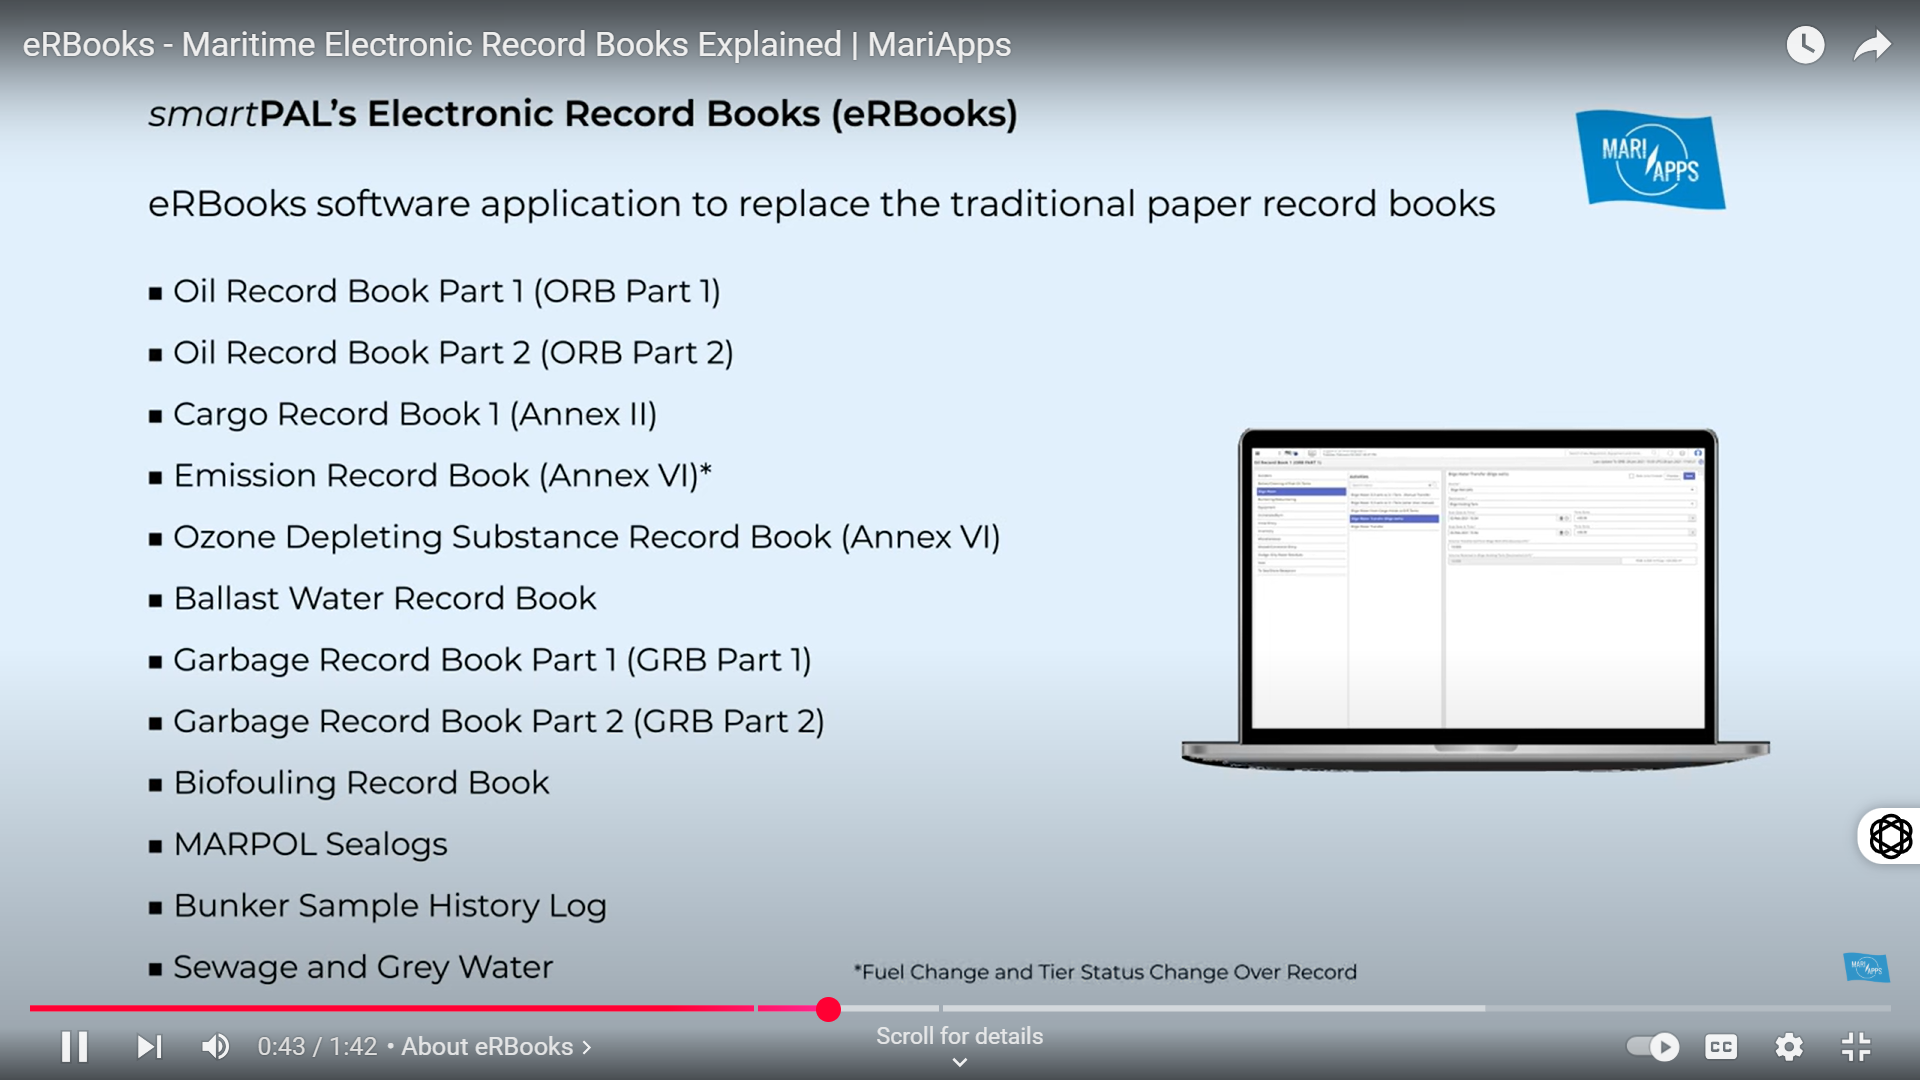 eRBooks - Maritime Electronic Record Books Explained | MariApps
smartPAL's Electronic Record Books (eRBooks)
MARI APPS
eRBooks software application to replace the traditional paper record books
▪ Oil Record Book Part 1 (ORB Part 1)
▪ Oil Record Book Part 2 (ORB Part 2)
▪ Cargo Record Book 1 (Annex II)
▪ Emission Record Book (Annex VI)*
▪ Ozone Depleting Substance Record Book (Annex VI)
▪ Ballast Water Record Book
▪ Garbage Record Book Part 1 (GRB Part 1)
▪ Garbage Record Book Part 2 (GRB Part 2)
▪ Biofouling Record Book
▪ MARPOL Sealogs
▪ Bunker Sample History Log
▪ Sewage and Grey Water
*Fuel Change and Tier Status Change Over Record
MARI APPS
0:43 / 1:42 • About eRBooks
Scroll for details
CC